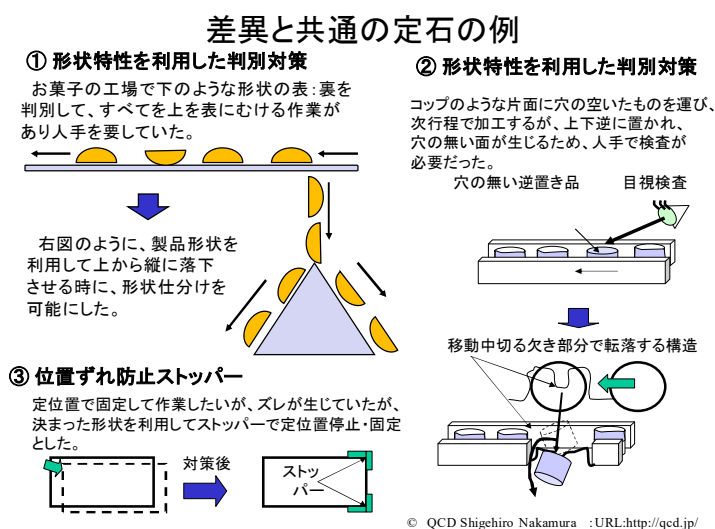 差異と共通の定石の例
① 形状特性を利用した判別対策
お菓子の工場で下のような形状の表：裏を
判別して、すべてを上を表にむける作業が
あり人手を要していた。
右図のように、製品形状を
利用して上から縦に落下
させる時に、形状仕分けを
可能にした。
② 形状特性を利用した判別対策
コップのような片面に穴の空いたものを運び、
次行程で加工するが、上下逆に置かれ、
穴の無い面が生じるため、人手で検査が
必要だった。
穴の無い逆置き品
目視検査
移動中切る欠き部分で転落する構造
③ 位置ずれ防止ストッパー
定位置で固定して作業したいが、ズレが生じていたが、
決まった形状を利用してストッパーで定位置停止・固定
とした。
対策後
ストッ
パー
© QCD Shigehiro Nakamura :URL:http://qcd.jp/